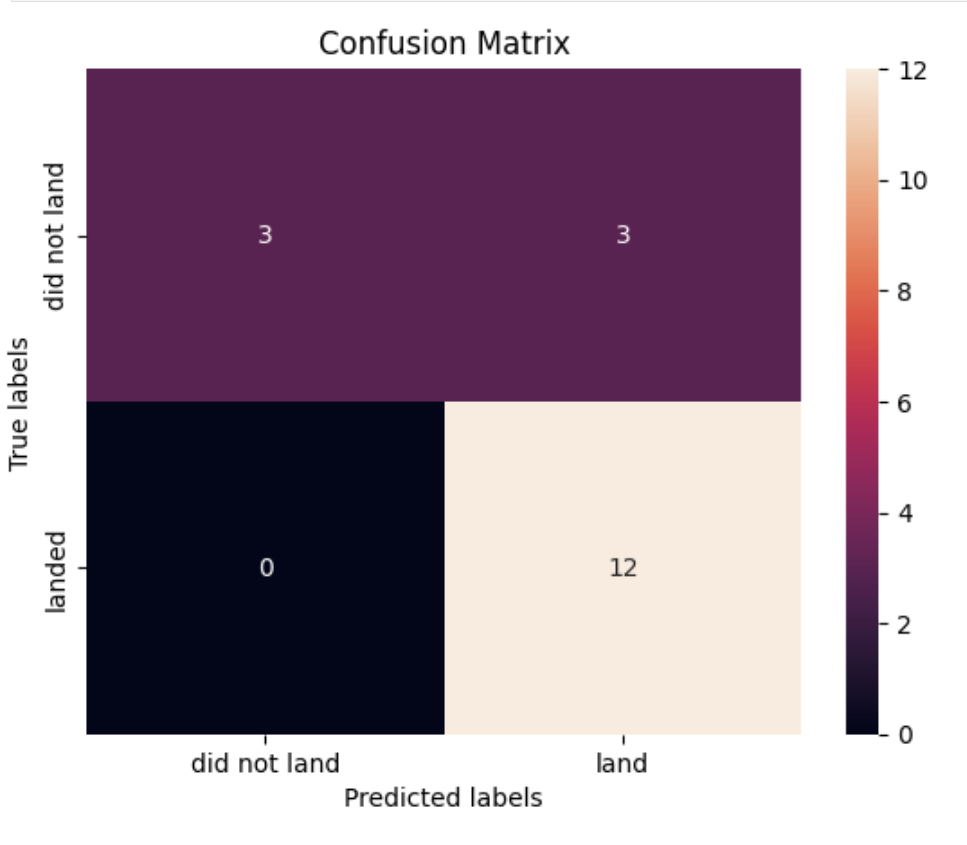 Confusion Matrix
True labels
did not land
landed
3
3
0
12
did not land
land
Predicted labels
12
10
8
6
4
2
0